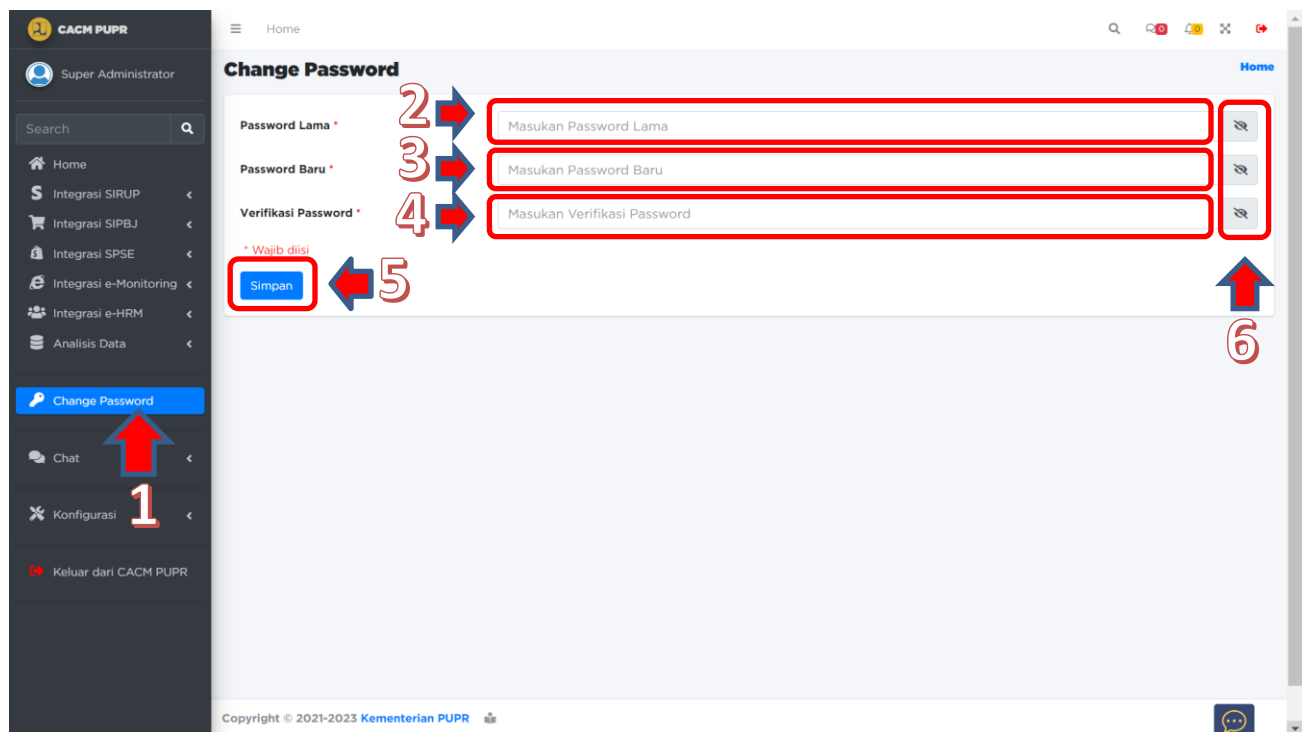 CACM PUPR
Home
0
0
Super Administrator
Change Password
Home
Search
Home
Integrasi SIRUP
Integrasi SIPBJ
Integrasi SPSE
Integrasi e-Monitoring
Integrasi e-HRM
Analisis Data
Change Password
1
Chat
Konfigurasi
Keluar dari CACM PUPR
Password Lama *
2
Masukan Password Lama
Password Baru *
3
Masukan Password Baru
Verifikasi Password *
4
Masukan Verifikasi Password
* Wajib diisi
Simpan
5
6
Copyright © 2021-2023 Kementerian PUPR